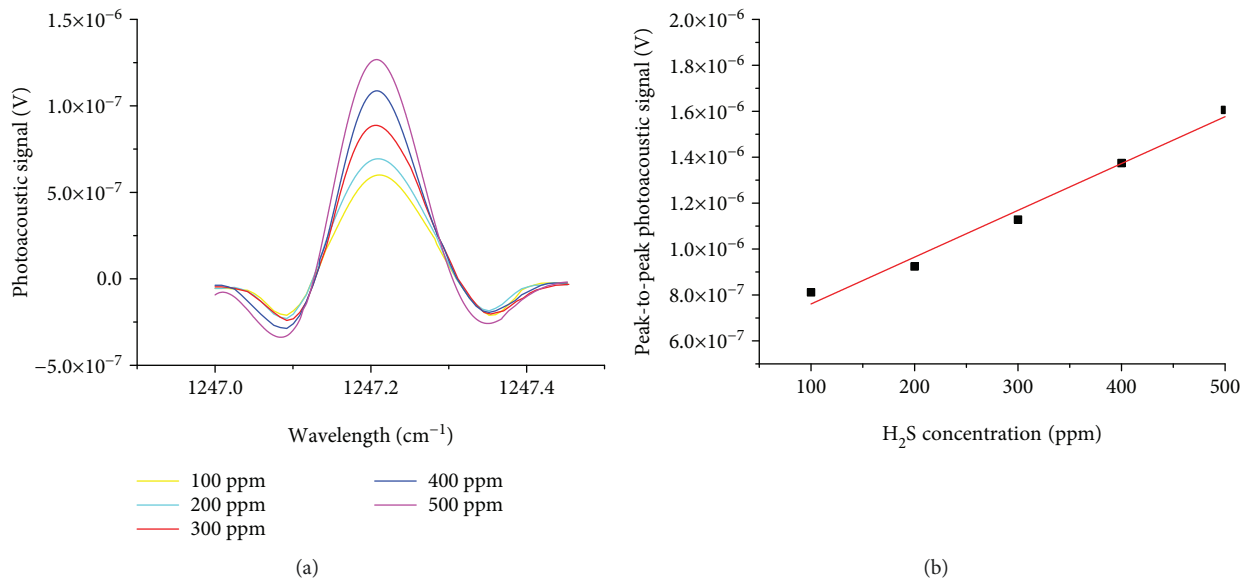 1.5×10⁻⁶
1.0×10⁻⁶
5.0×10⁻⁷
0.0
−5.0×10⁻⁷
Photoacoustic signal (V)
1247.0
1247.2
1247.4
Wavelength (cm⁻¹)
100 ppm
200 ppm
300 ppm
400 ppm
500 ppm
(a)
2.0×10⁻⁶
1.8×10⁻⁶
1.6×10⁻⁶
1.4×10⁻⁶
1.2×10⁻⁶
1.0×10⁻⁶
8.0×10⁻⁷
6.0×10⁻⁷
Peak-to-peak photoacoustic signal (V)
100
200
300
400
500
H₂S concentration (ppm)
(b)